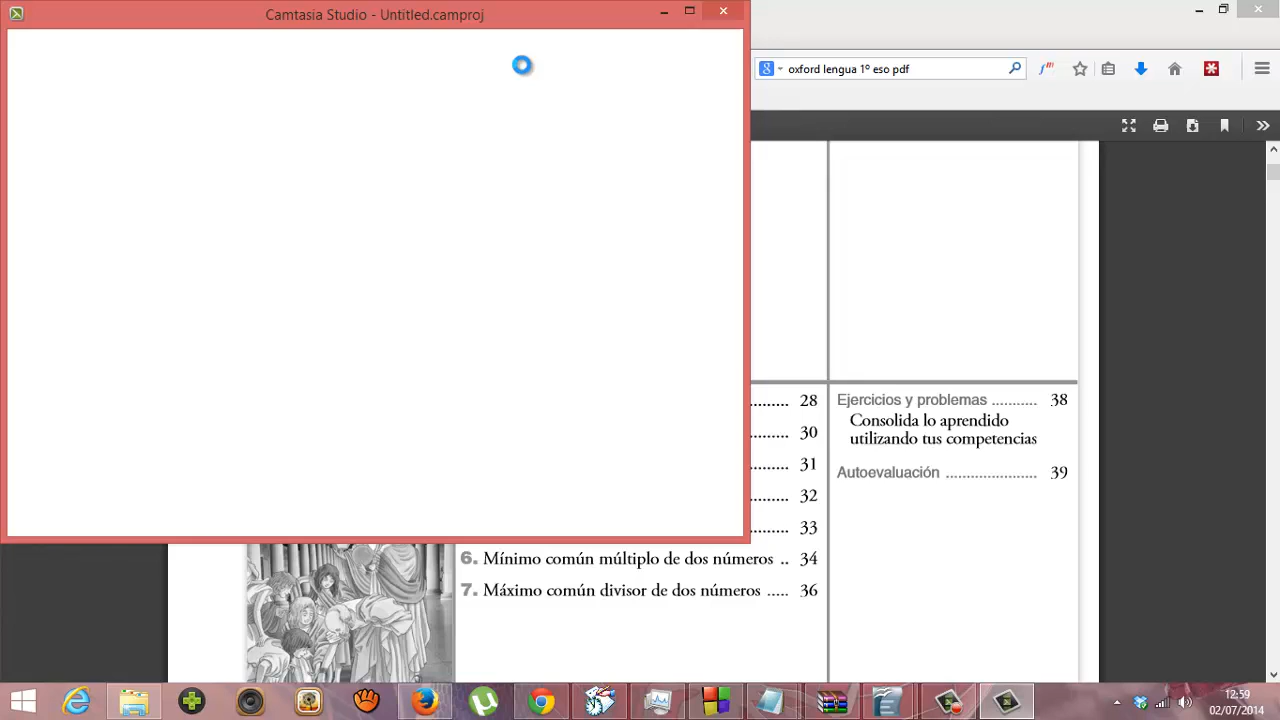 Camtasia Studio - Untitled.camproj
oxford lengua 1º eso pdf
......... 28
......... 30
......... 31
......... 32
......... 33
6. Mínimo común múltiplo de dos números .. 34
7. Máximo común divisor de dos números ..... 36
Ejercicios y problemas ........... 38
Consolida lo aprendido
utilizando tus competencias
Autoevaluación ...................... 39
12:59
02/07/2014